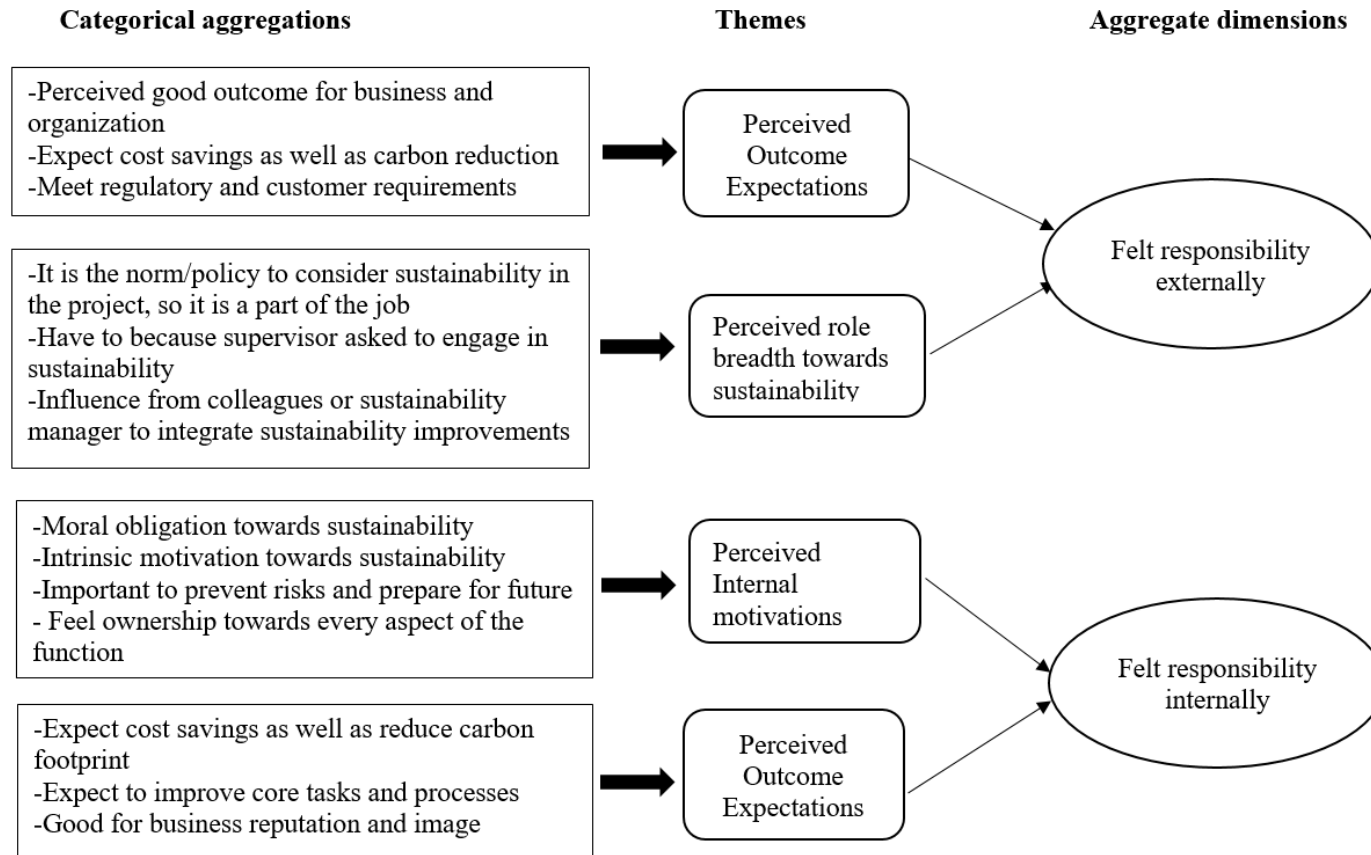 Categorical aggregations
Themes
Aggregate dimensions
-Perceived good outcome for business and
organization
-Expect cost savings as well as carbon reduction
-Meet regulatory and customer requirements
Perceived
Outcome
Expectations
-It is the norm/policy to consider sustainability in
the project, so it is a part of the job
-Have to because supervisor asked to engage in
sustainability
-Influence from colleagues or sustainability
manager to integrate sustainability improvements
Perceived role
breadth towards
sustainability
Felt responsibility
externally
-Moral obligation towards sustainability
-Intrinsic motivation towards sustainability
-Important to prevent risks and prepare for future
- Feel ownership towards every aspect of the
function
Perceived
Internal
motivations
-Expect cost savings as well as reduce carbon
footprint
-Expect to improve core tasks and processes
-Good for business reputation and image
Perceived
Outcome
Expectations
Felt responsibility
internally